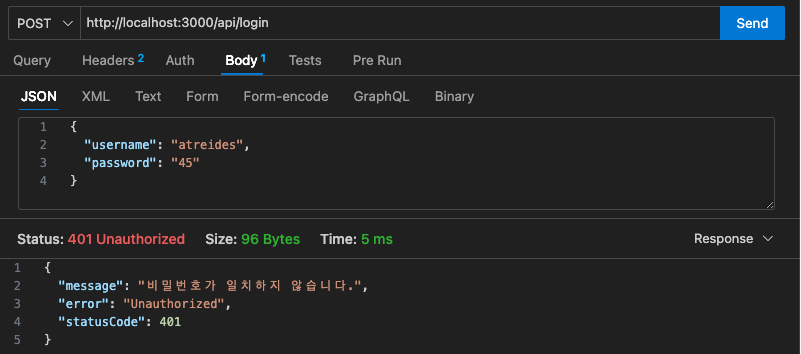 POST http://localhost:3000/api/login Send
Query Headers 2 Auth Body 1 Tests Pre Run
JSON XML Text Form Form-encode GraphQL Binary
1 {
2 "username": "atreides",
3 "password": "45"
4 }
Status: 401 Unauthorized Size: 96 Bytes Time: 5 ms Response
1 {
2 "message": "비밀번호가 일치하지 않습니다.",
3 "error": "Unauthorized",
4 "statusCode": 401
5 }